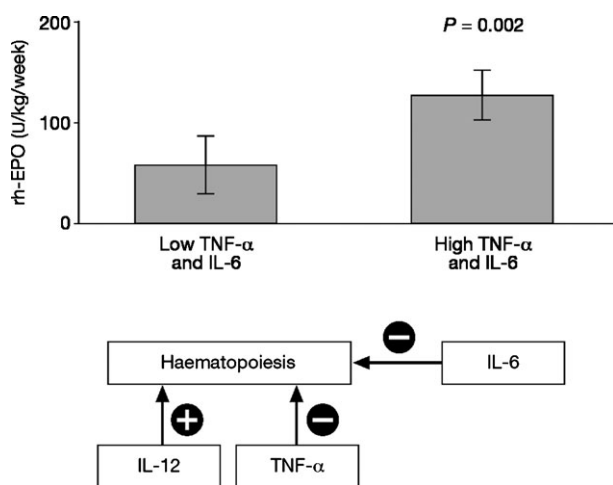 200
P = 0.002
100
0
rh-EPO (U/kg/week)
Low TNF-α
and IL-6
High TNF-α
and IL-6
Haematopoiesis
−
IL-6
+
−
IL-12
TNF-α